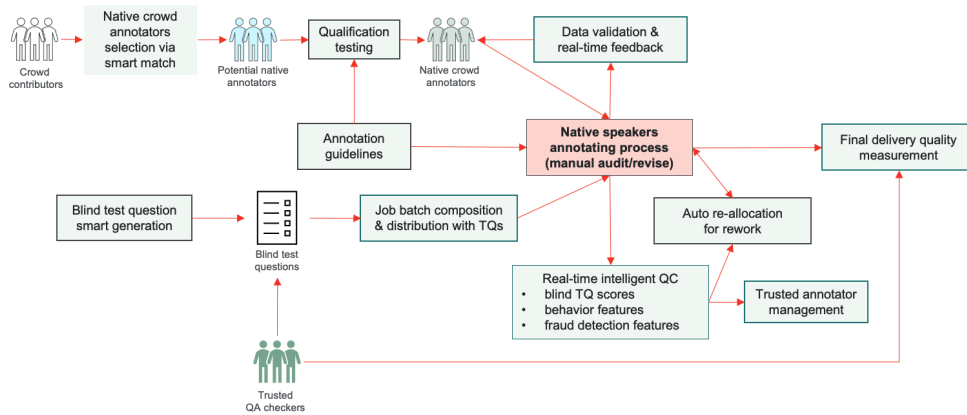 Native crowd
annotators
selection via
smart match
Crowd
contributors
Potential native
annotators
Qualification
testing
Native crowd
annotators
Data validation &
real-time feedback
Annotation
guidelines
Native speakers
annotating process
(manual audit/revise)
Final delivery quality
measurement
Blind test question
smart generation
Blind test
questions
Job batch composition
& distribution with TQs
Auto re-allocation
for rework
Real-time intelligent QC
• blind TQ scores
• behavior features
• fraud detection features
Trusted annotator
management
Trusted
QA checkers